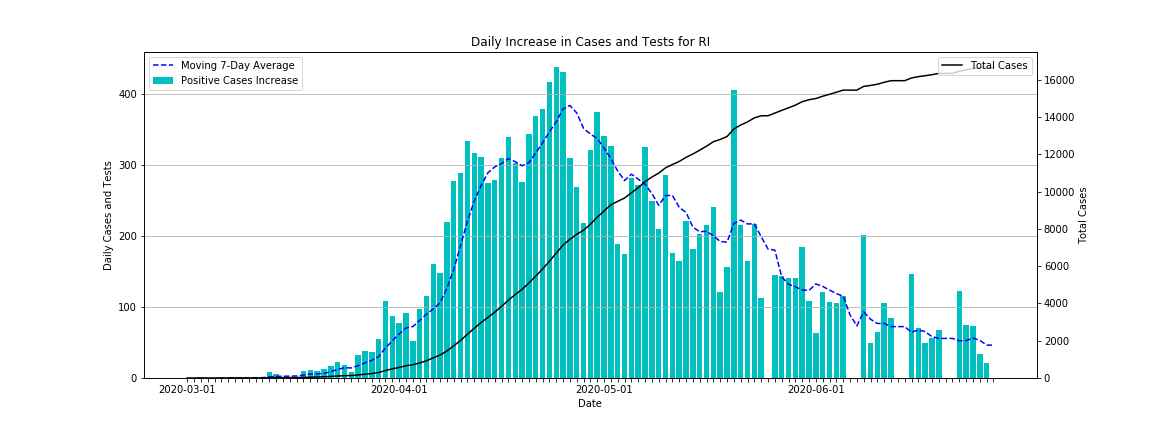 Daily Increase in Cases and Tests for RI
Moving 7-Day Average
Positive Cases Increase
Total Cases
400
300
200
100
0
Daily Cases and Tests
16000
14000
12000
10000
8000
6000
4000
2000
0
Total Cases
2020-03-01
2020-04-01
2020-05-01
2020-06-01
Date